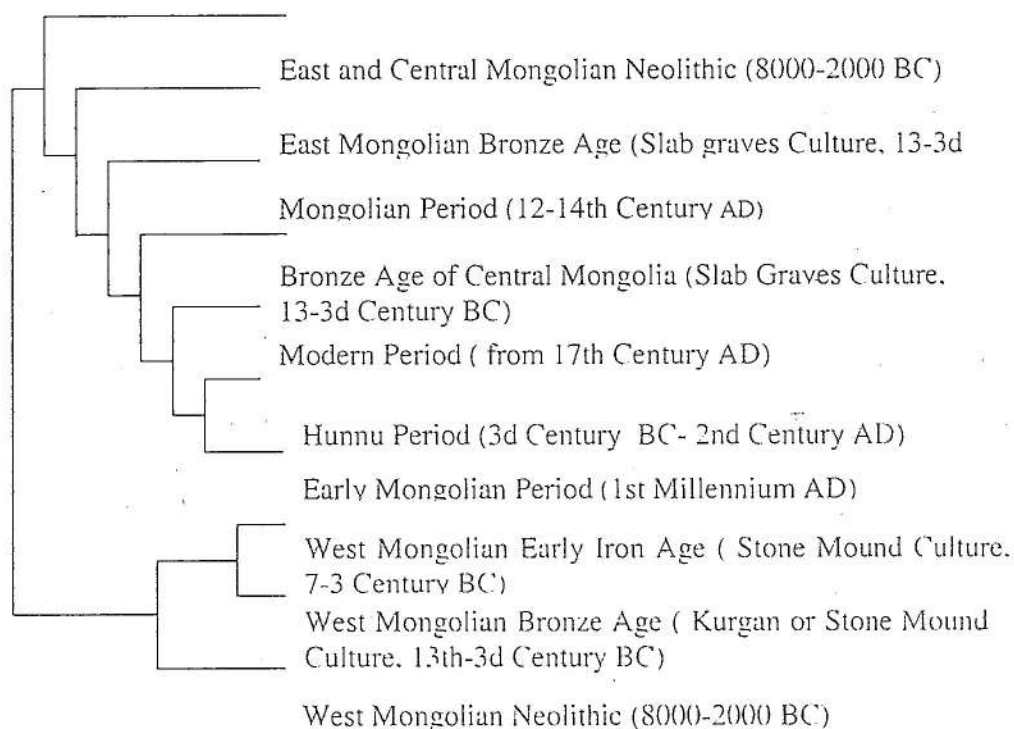 East and Central Mongolian Neolithic (8000-2000 BC)
East Mongolian Bronze Age (Slab graves Culture, 13-3d
Mongolian Period (12-14th Century AD)
Bronze Age of Central Mongolia (Slab Graves Culture,
13-3d Century BC)
Modern Period ( from 17th Century AD)
Hunnu Period (3d Century BC- 2nd Century AD)
Early Mongolian Period (1st Millennium AD)
West Mongolian Early Iron Age ( Stone Mound Culture,
7-3 Century BC)
West Mongolian Bronze Age ( Kurgan or Stone Mound
Culture, 13th-3d Century BC)
West Mongolian Neolithic (8000-2000 BC)